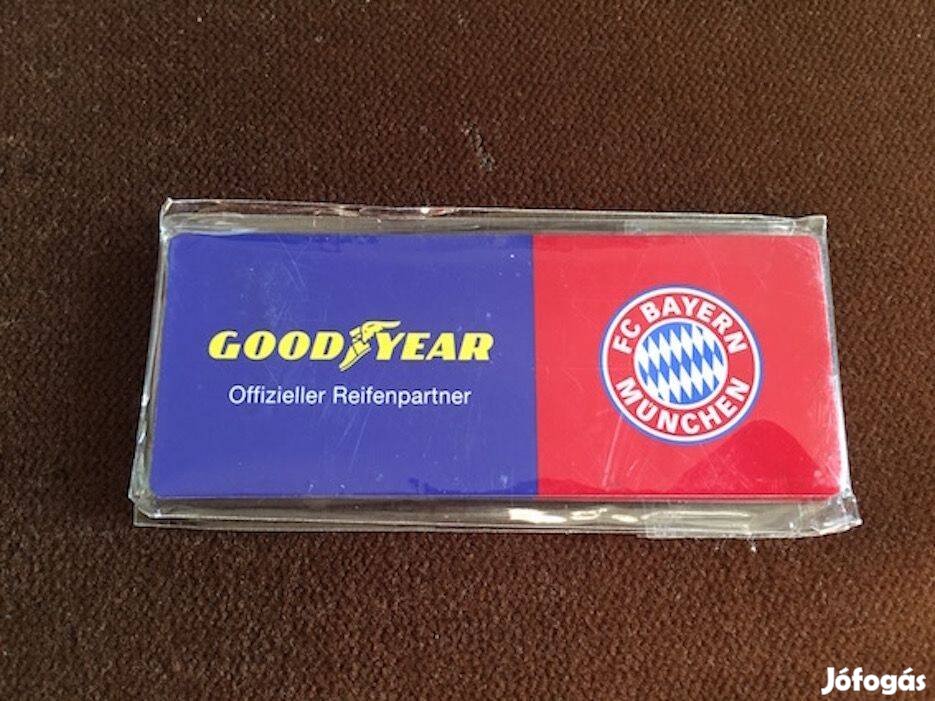 GOODYEAR
Offizieller Reifenpartner
FC BAYERN
MÜNCHEN
Jófogás